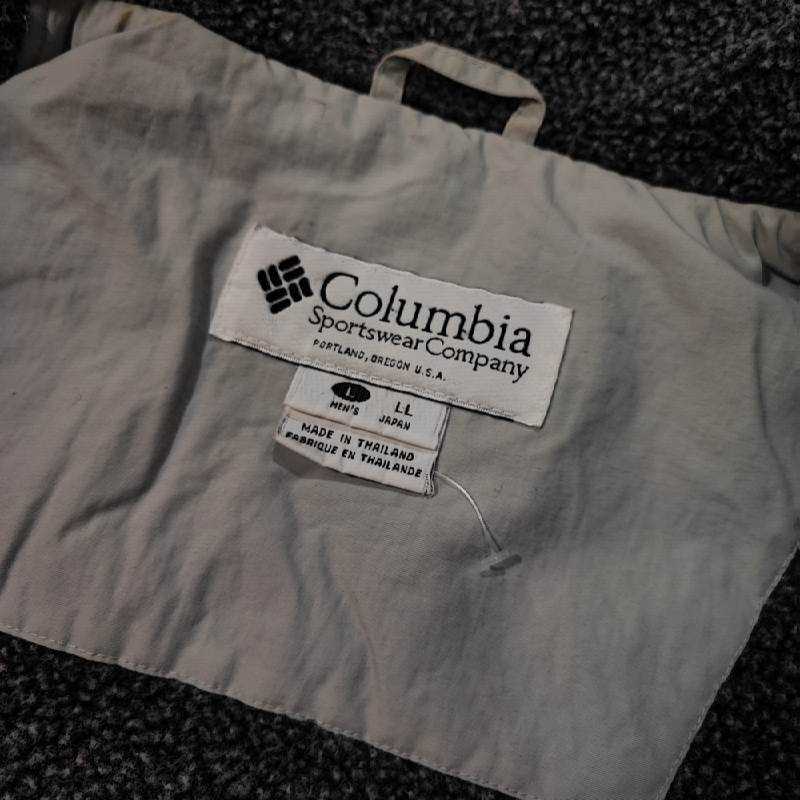 Columbia
Sportswear Company
PORTLAND, OREGON U.S.A.
L LL
MEN'S JAPAN
MADE IN THAILAND
FABRIQUE EN THAILANDE